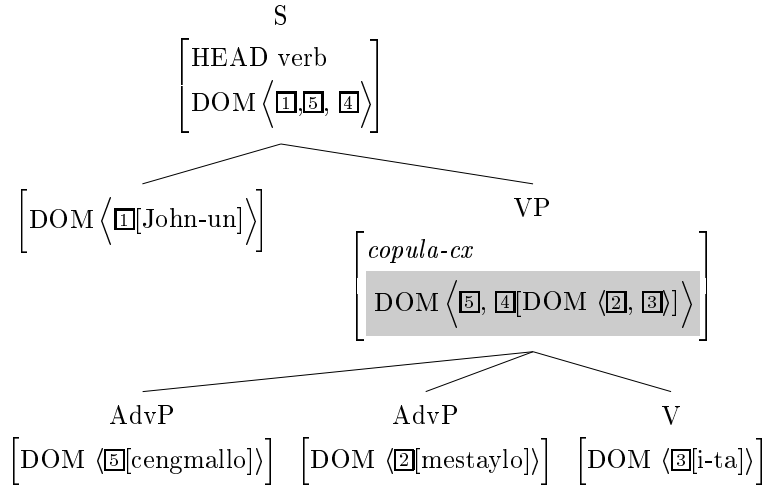 S
HEAD verb
DOM ⟨1,5, 4⟩
DOM ⟨1[John-un]⟩
VP
copula-cx
DOM ⟨5, 4[DOM ⟨2, 3⟩]⟩
AdvP AdvP V
[DOM ⟨5[cengmallo]⟩] [DOM ⟨2[mestaylo]⟩] [DOM ⟨3[i-ta]⟩]